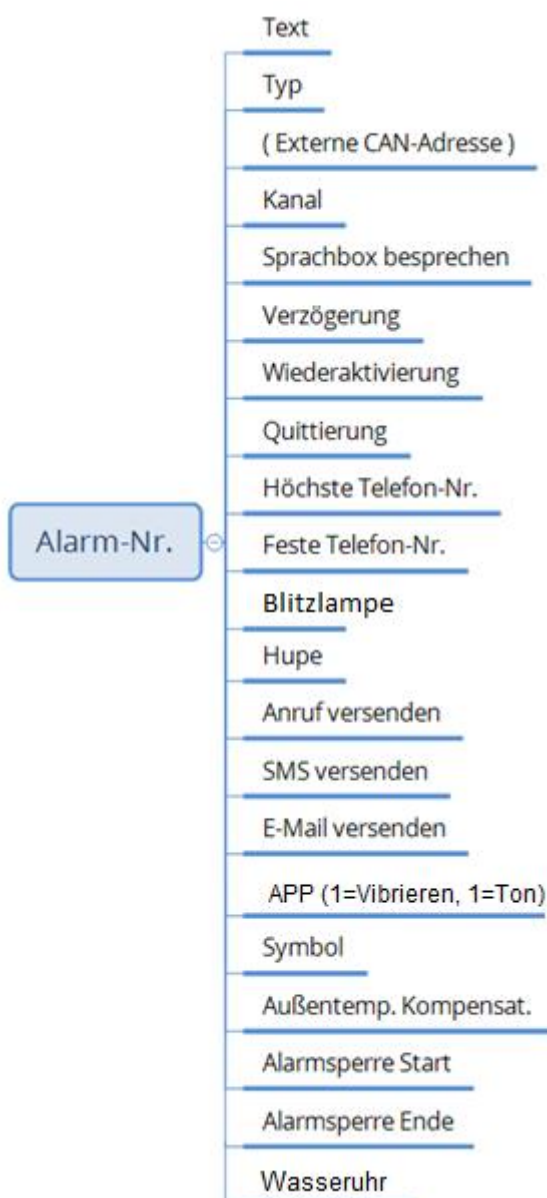 Text
Typ
( Externe CAN-Adresse )
Kanal
Sprachbox besprechen
Verzögerung
Wiederaktivierung
Quittierung
Höchste Telefon-Nr.
Alarm-Nr.
Feste Telefon-Nr.
Blitzlampe
Hupe
Anruf versenden
SMS versenden
E-Mail versenden
APP (1=Vibrieren, 1=Ton)
Symbol
Außentemp. Kompensat.
Alarmsperre Start
Alarmsperre Ende
Wasseruhr